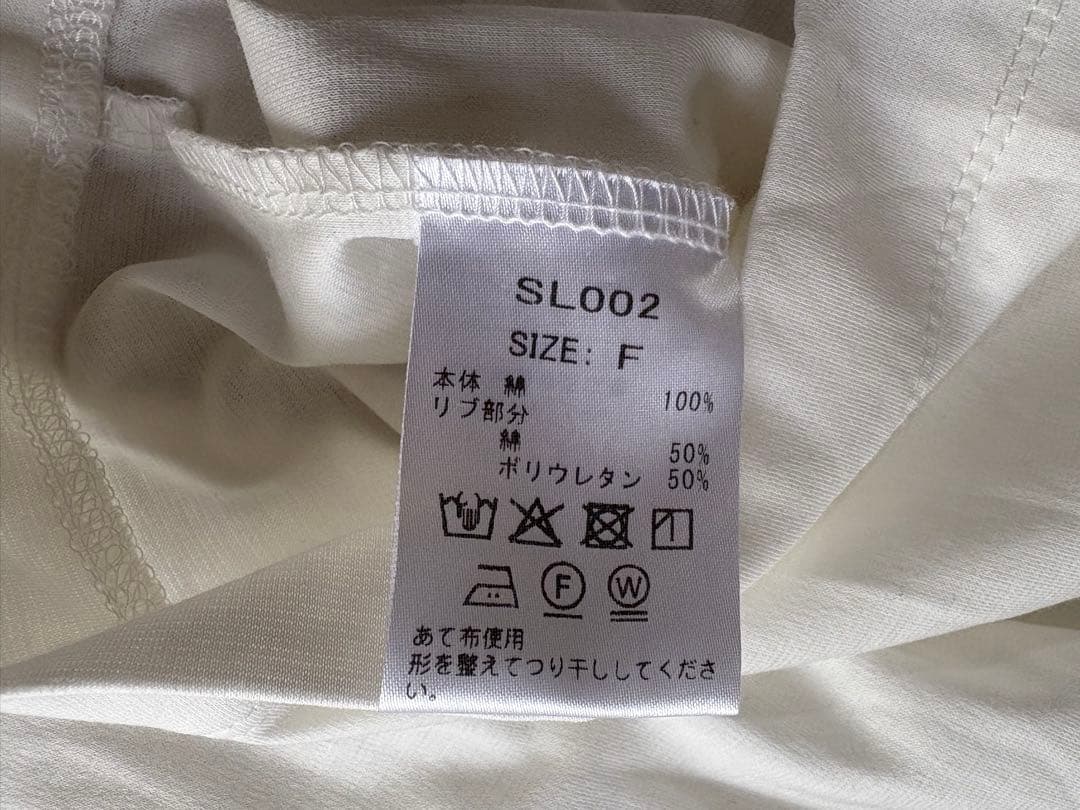 SL002
SIZE: F
本体 綿 100%
リブ部分
綿 50%
ポリウレタン 50%
F W
あて布使用
形を整えてつり干ししてくださ
い。